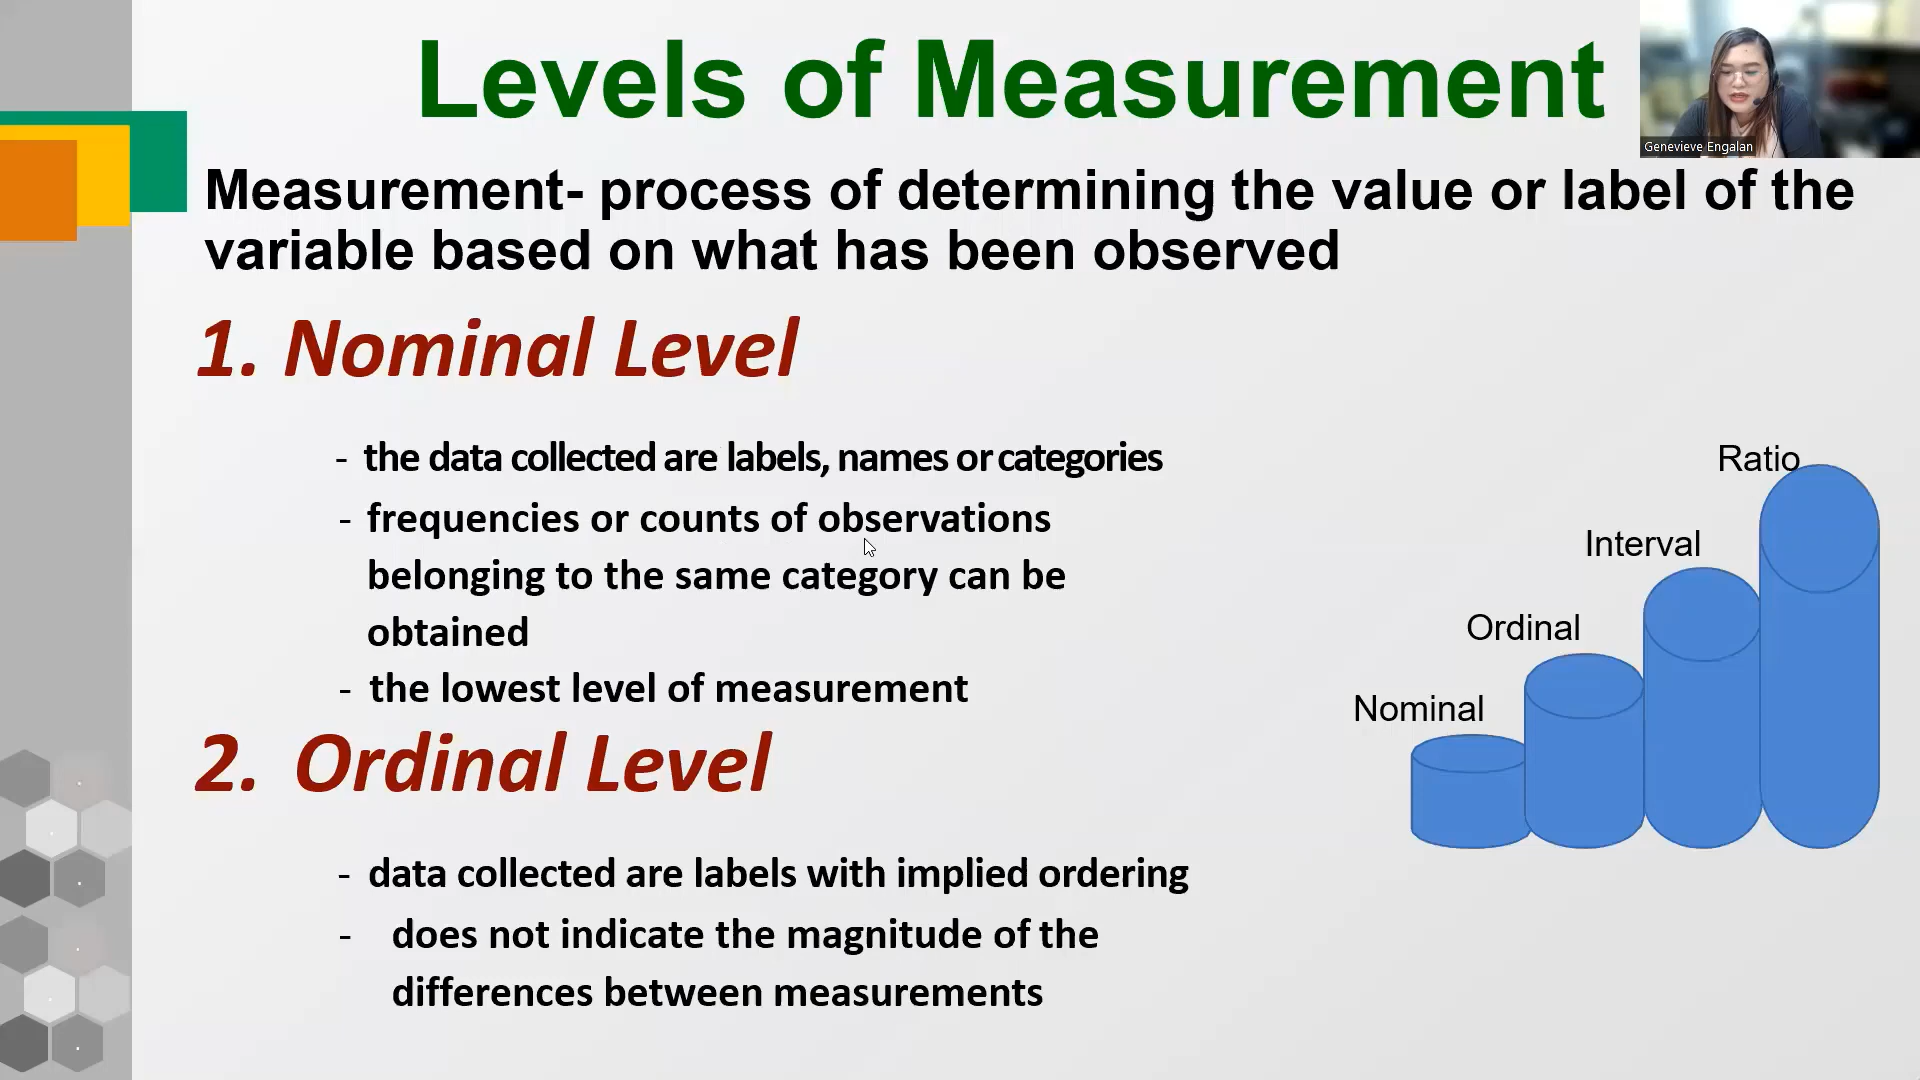 Levels of Measurement
Genevieve Engalan
Measurement- process of determining the value or label of the
variable based on what has been observed
1. Nominal Level
- the data collected are labels, names or categories
- frequencies or counts of observations
belonging to the same category can be
obtained
- the lowest level of measurement
2. Ordinal Level
- data collected are labels with implied ordering
- does not indicate the magnitude of the
differences between measurements
Ratio
Interval
Ordinal
Nominal